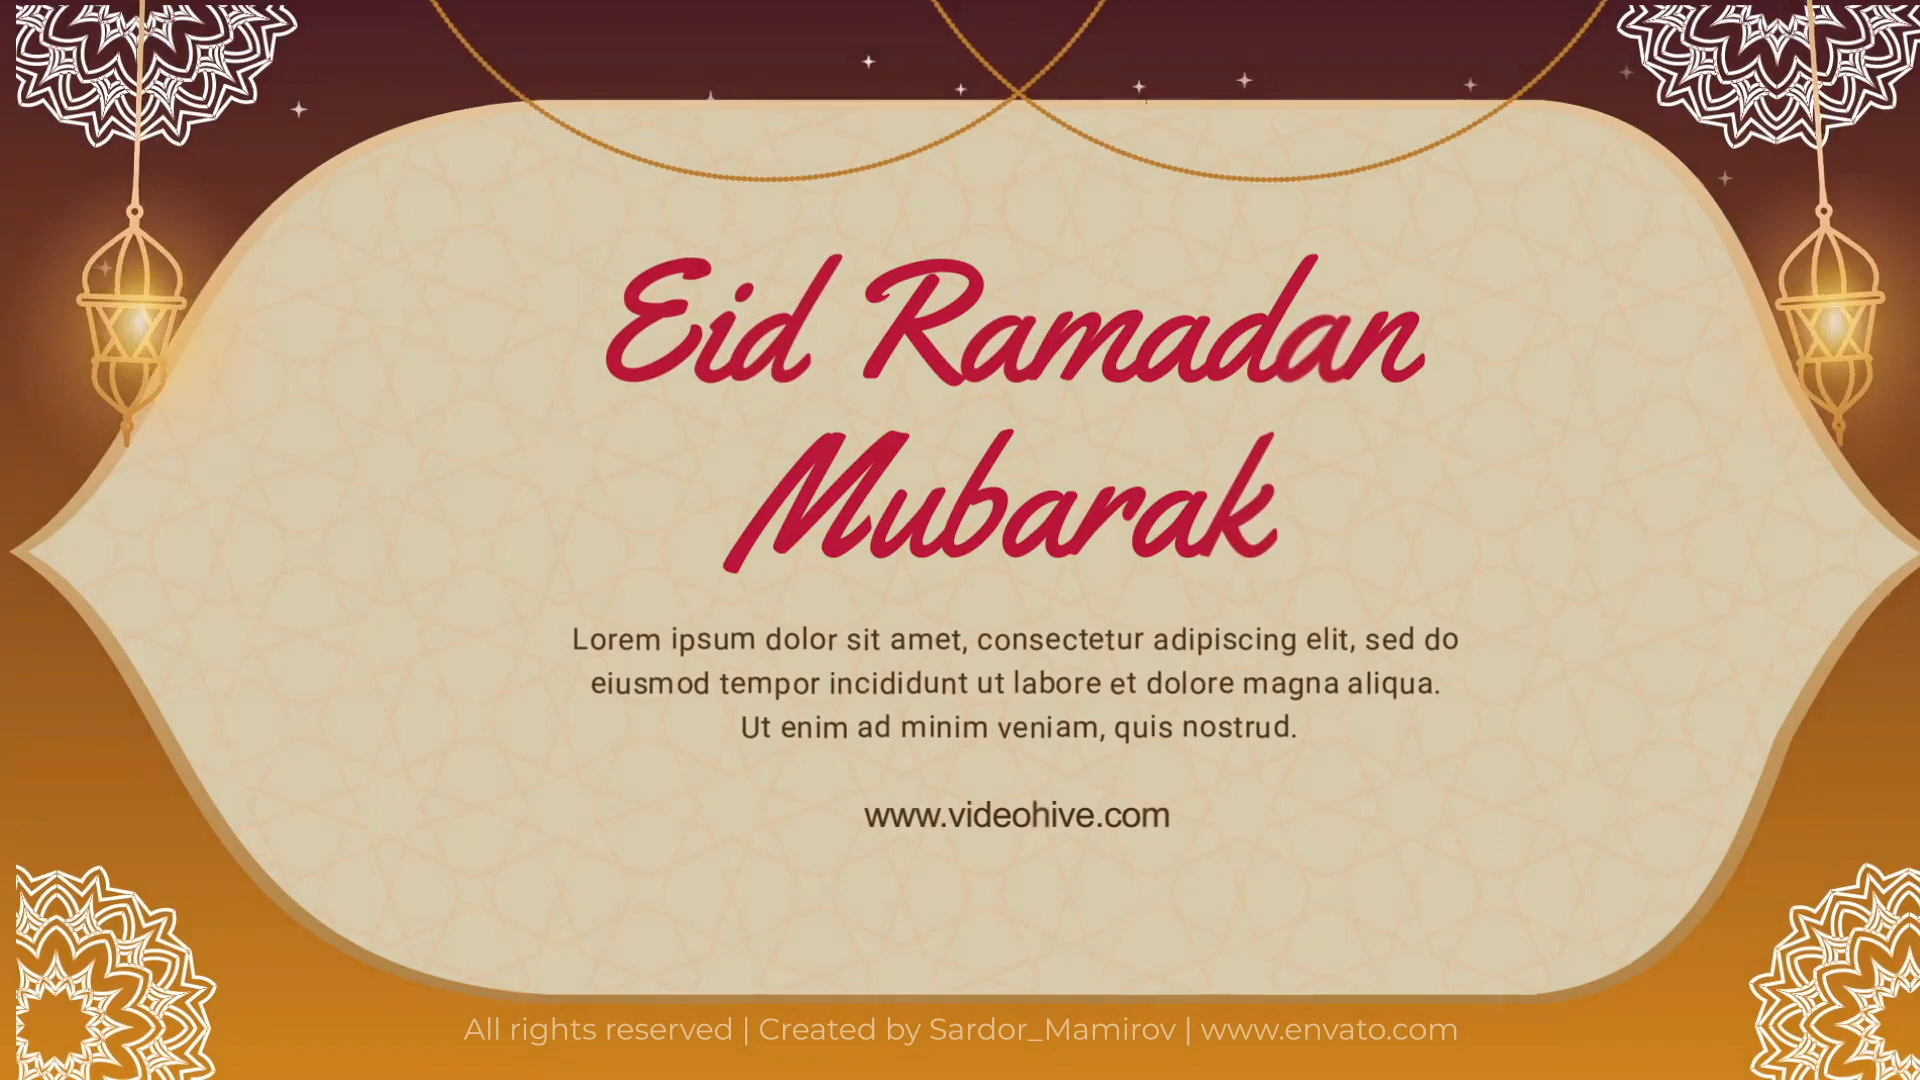 Eid Ramadan
Mubarak
Lorem ipsum dolor sit amet, consectetur adipiscing elit, sed do
eiusmod tempor incididunt ut labore et dolore magna aliqua.
Ut enim ad minim veniam, quis nostrud.
www.videohive.com
All rights reserved | Created by Sardor_Mamirov | www.envato.com